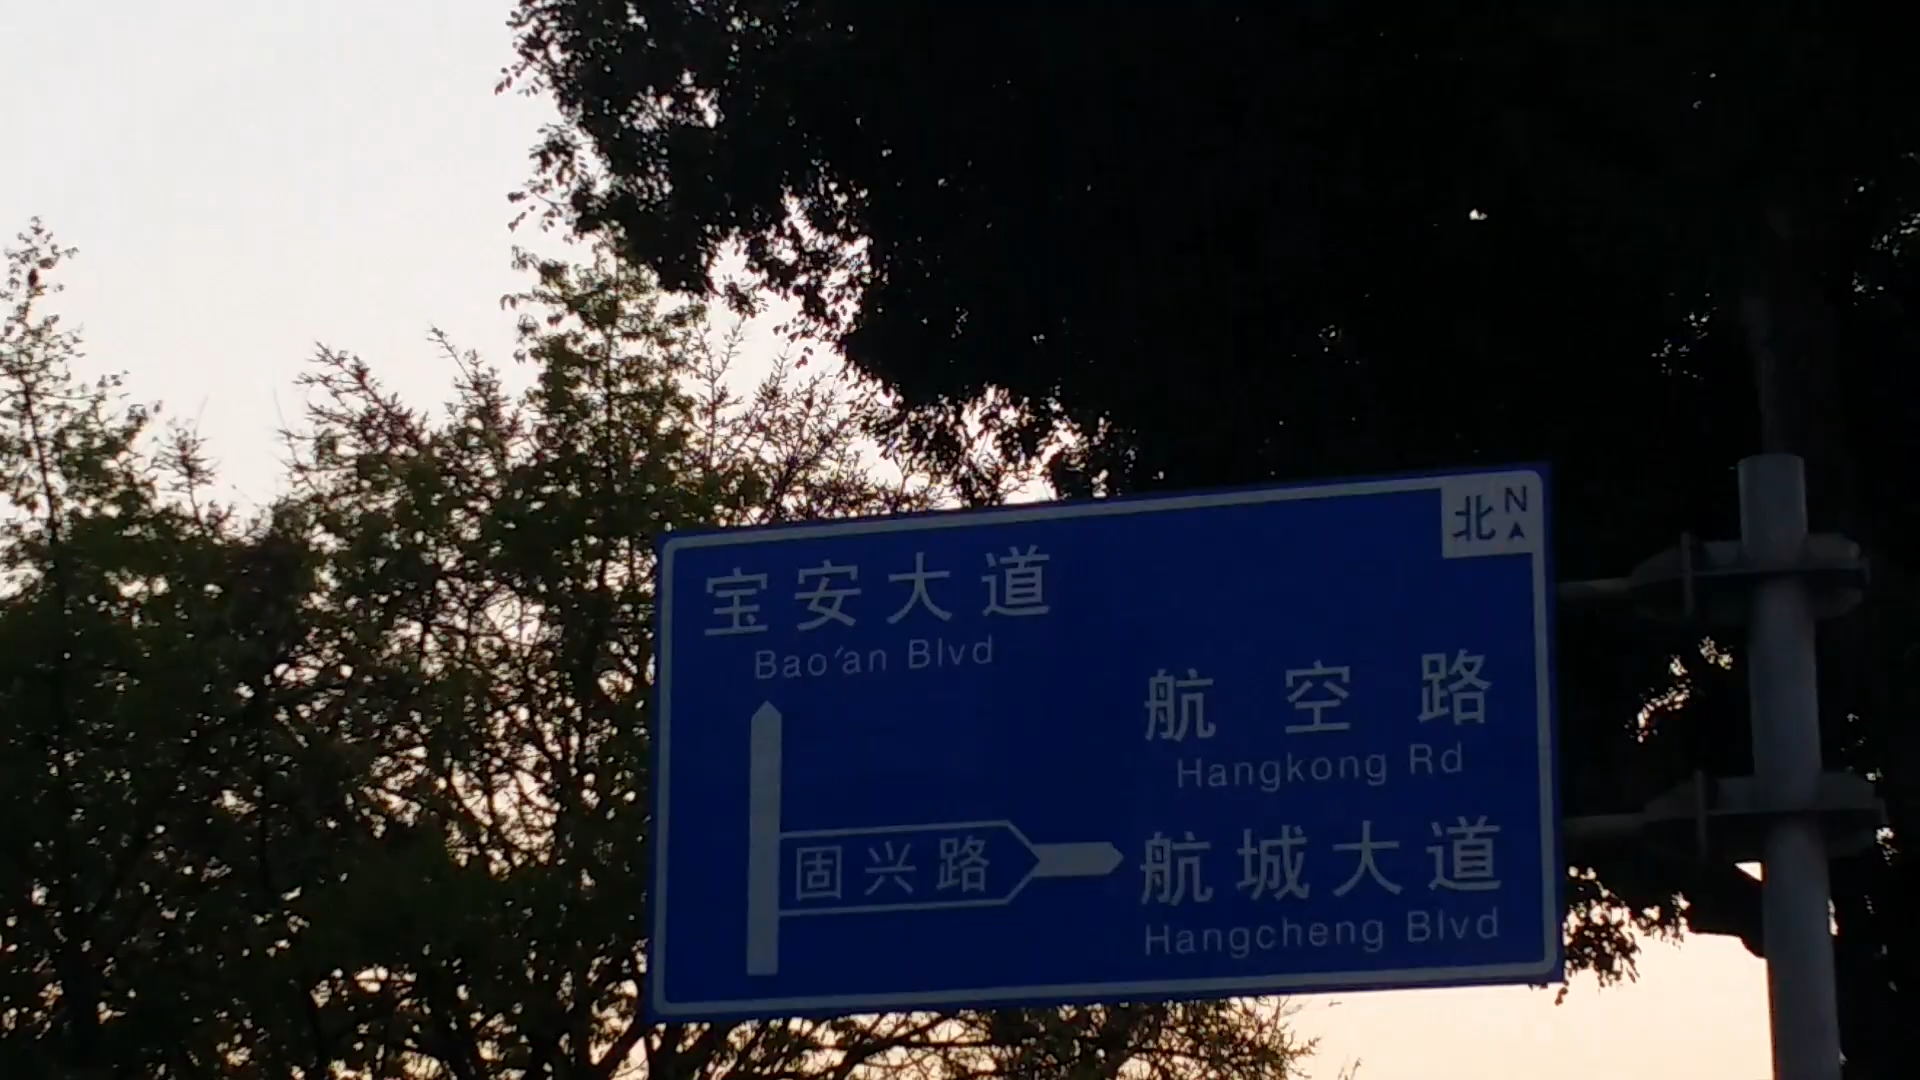 北 N
宝安大道
Bao'an Blvd
航空路
Hangkong Rd
固兴路
航城大道
Hangcheng Blvd